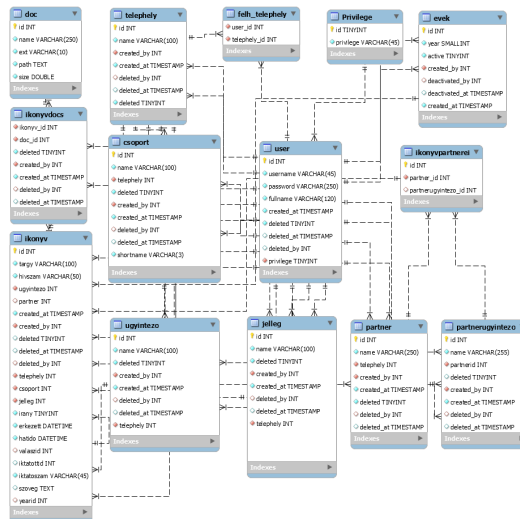 doc
id INT
name VARCHAR(250)
ext VARCHAR(10)
path TEXT
size DOUBLE
Indexes
telephely
id INT
name VARCHAR(100)
created_by INT
created_at TIMESTAMP
deleted_by INT
deleted_at TIMESTAMP
deleted TINYINT
Indexes
felh_telephely
user_id INT
telephely_id INT
Indexes
Privilege
id TINYINT
privilege VARCHAR(45)
Indexes
evek
id INT
year SMALLINT
active TINYINT
created_by INT
deactivated_by INT
deactivated_at TIMESTAMP
created_at TIMESTAMP
Indexes
ikonyvdocs
ikonyv_id INT
doc_id INT
deleted TINYINT
created_by INT
created_at TIMESTAMP
deleted_by INT
deleted_at TIMESTAMP
Indexes
csoport
id INT
name VARCHAR(100)
telephely INT
deleted TINYINT
created_by INT
created_at TIMESTAMP
deleted_by INT
deleted_at TIMESTAMP
shortname VARCHAR(3)
Indexes
user
id INT
username VARCHAR(45)
password VARCHAR(250)
fullname VARCHAR(120)
created_at TIMESTAMP
deleted TINYINT
deleted_at TIMESTAMP
deleted_by INT
privilege TINYINT
Indexes
ikonyvpartnerei
id INT
partner_id INT
partnerugyintezo_id INT
Indexes
ikonyv
id INT
targy VARCHAR(100)
hivszam VARCHAR(50)
ugyintezo INT
partner INT
created_at TIMESTAMP
created_by INT
deleted TINYINT
deleted_at TIMESTAMP
deleted_by INT
telephely INT
csoport INT
jelleg INT
irany TINYINT
erkezett DATETIME
hatido DATETIME
valaszid INT
iktatottid INT
iktatoszam VARCHAR(45)
szoveg TEXT
yearid INT
Indexes
ugyintezo
id INT
name VARCHAR(100)
deleted TINYINT
created_by INT
created_at TIMESTAMP
deleted_by INT
deleted_at TIMESTAMP
telephely INT
Indexes
jelleg
id INT
name VARCHAR(100)
deleted TINYINT
created_by INT
created_at TIMESTAMP
deleted_by INT
deleted_at TIMESTAMP
telephely INT
Indexes
partner
id INT
name VARCHAR(250)
telephely INT
created_by INT
created_at TIMESTAMP
deleted TINYINT
deleted_by INT
deleted_at TIMESTAMP
Indexes
partnerugyintezo
id INT
name VARCHAR(255)
partnerid INT
deleted TINYINT
created_by INT
created_at TIMESTAMP
deleted_by INT
deleted_at TIMESTAMP
Indexes